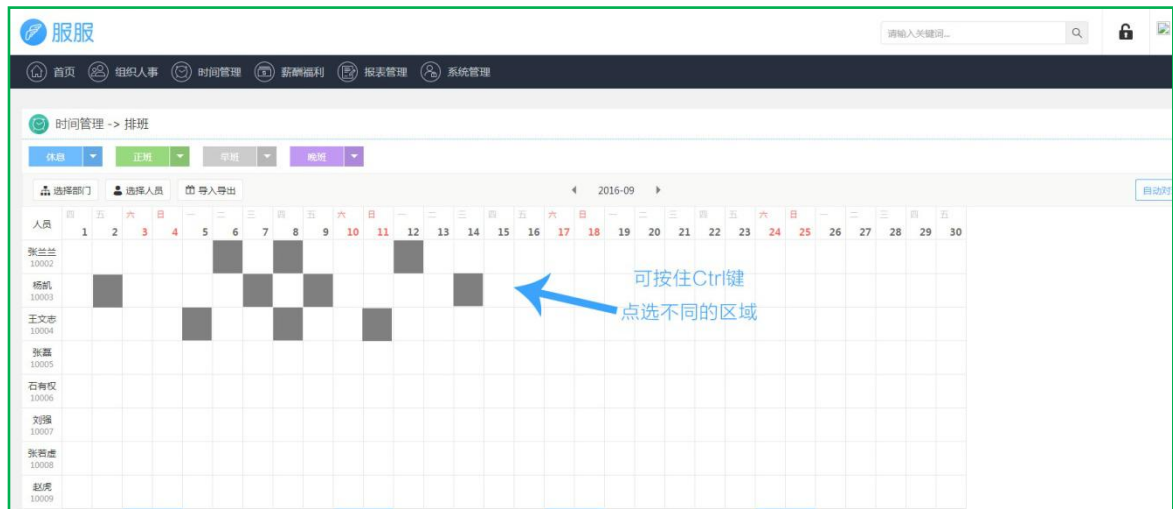 服服
请输入关键词...
首页 组织人事 时间管理 薪酬福利 报表管理 系统管理
时间管理 -> 排班
休息 正班 早班 晚班
选择部门 选择人员 导入导出 2016-09 自动对
人员 四 五 六 日 一 二 三 四 五 六 日 一 二 三 四 五 六 日 一 二 三 四 五 六 日 一 二 三 四 五
1 2 3 4 5 6 7 8 9 10 11 12 13 14 15 16 17 18 19 20 21 22 23 24 25 26 27 28 29 30
张兰兰
10002
杨凯
10003
王文志
10004
张磊
10005
石有权
10006
刘强
10007
张若虚
10008
赵虎
10009
可按住Ctrl键
点选不同的区域